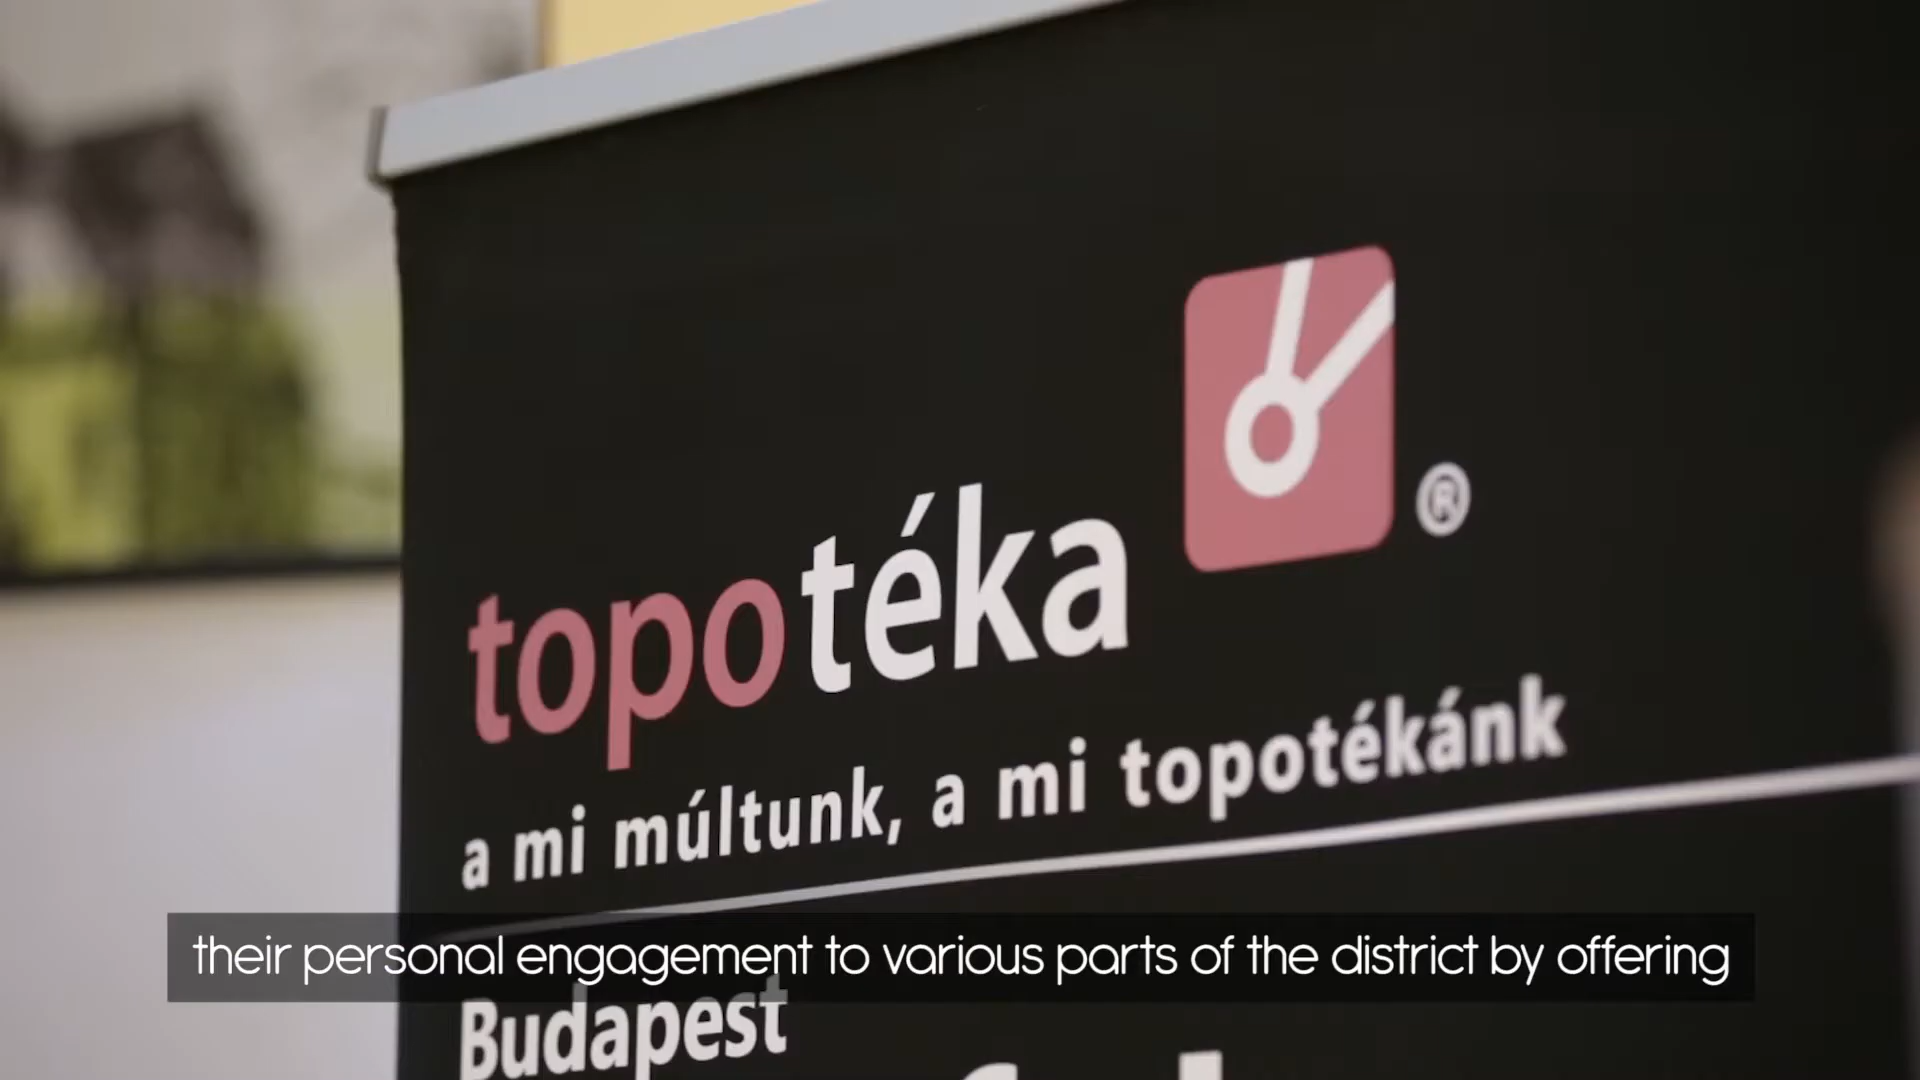 topotéka ®
a mi múltunk, a mi topotékánk
their personal engagement to various parts of the district by offering
Budapest